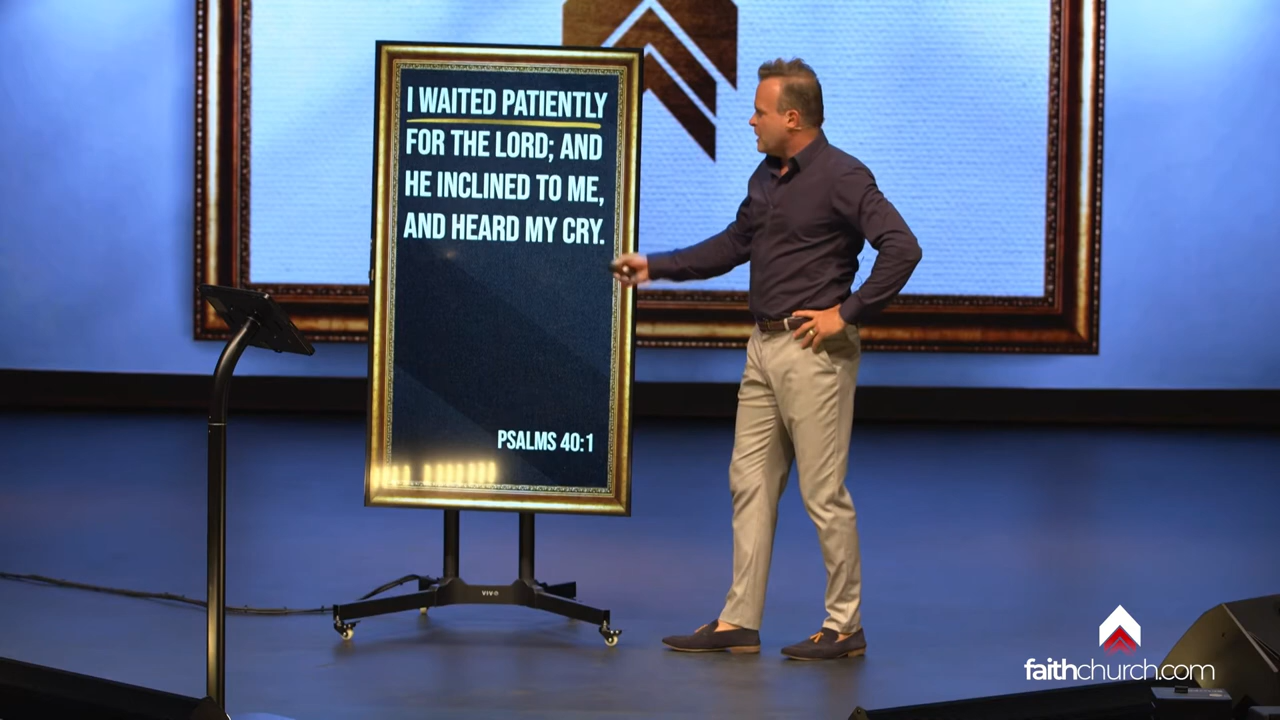 I WAITED PATIENTLY
FOR THE LORD; AND
HE INCLINED TO ME,
AND HEARD MY CRY.
PSALMS 40:1
VIVO
faithchurch.com